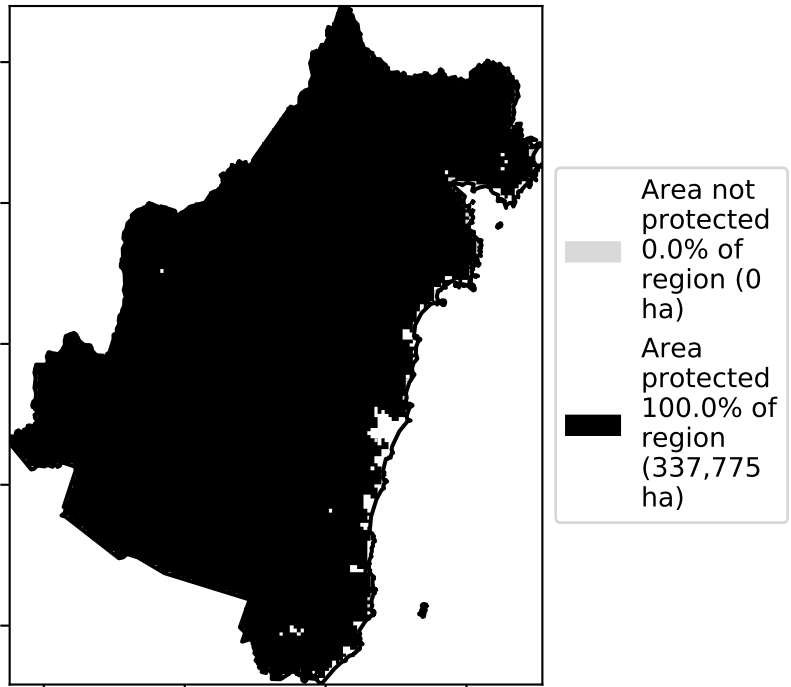 Area not
protected
0.0% of
region (0
ha)
Area
protected
100.0% of
region
(337,775
ha)